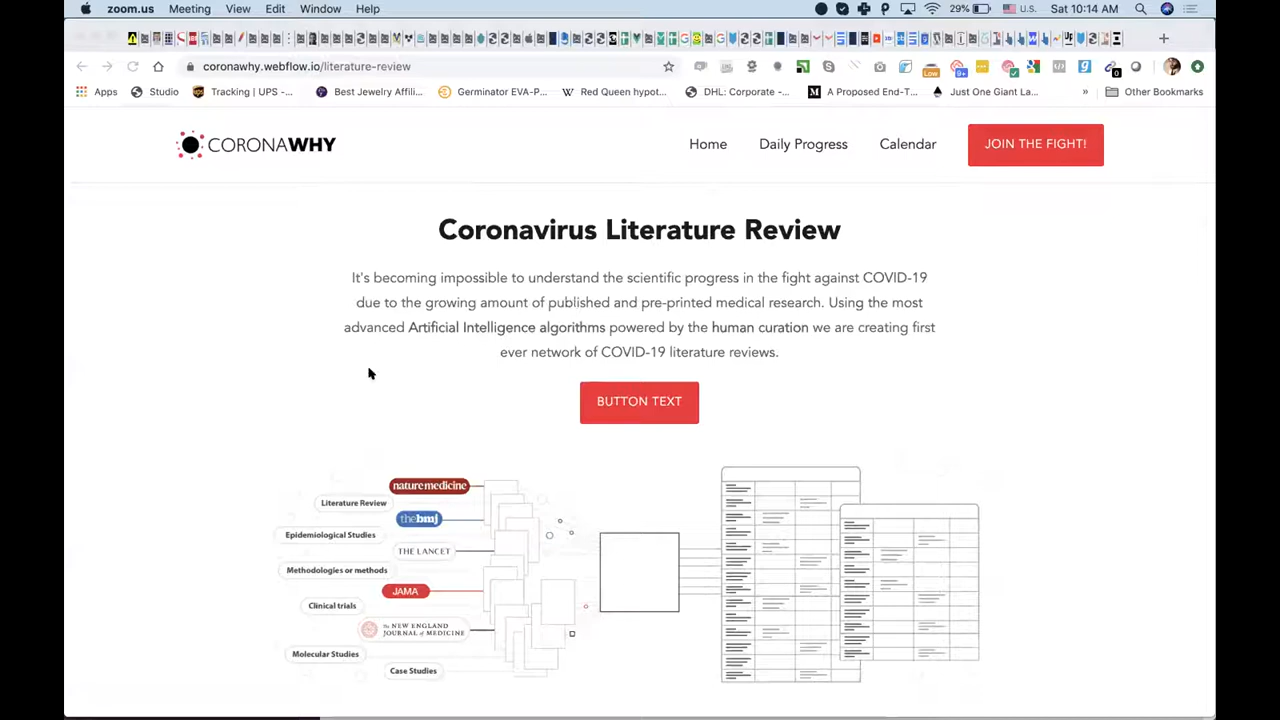 zoom.us Meeting View Edit Window Help
29% U.S. Sat 10:14 AM
coronawhy.webflow.io/literature-review
Low 9+ 0
Apps Studio Tracking | UPS -... Best Jewelry Affili... Germinator EVA-P... Red Queen hypot... DHL: Corporate -... A Proposed End-T... Just One Giant La... » Other Bookmarks
CORONAWHY Home Daily Progress Calendar JOIN THE FIGHT!
Coronavirus Literature Review
It's becoming impossible to understand the scientific progress in the fight against COVID-19
due to the growing amount of published and pre-printed medical research. Using the most
advanced Artificial Intelligence algorithms powered by the human curation we are creating first
ever network of COVID-19 literature reviews.
BUTTON TEXT
nature medicine
Literature Review
thebmj
Epidemiological Studies
THE LANCET
Methodologies or methods
JAMA
Clinical trials
The NEW ENGLAND
JOURNAL of MEDICINE
Molecular Studies
Case Studies